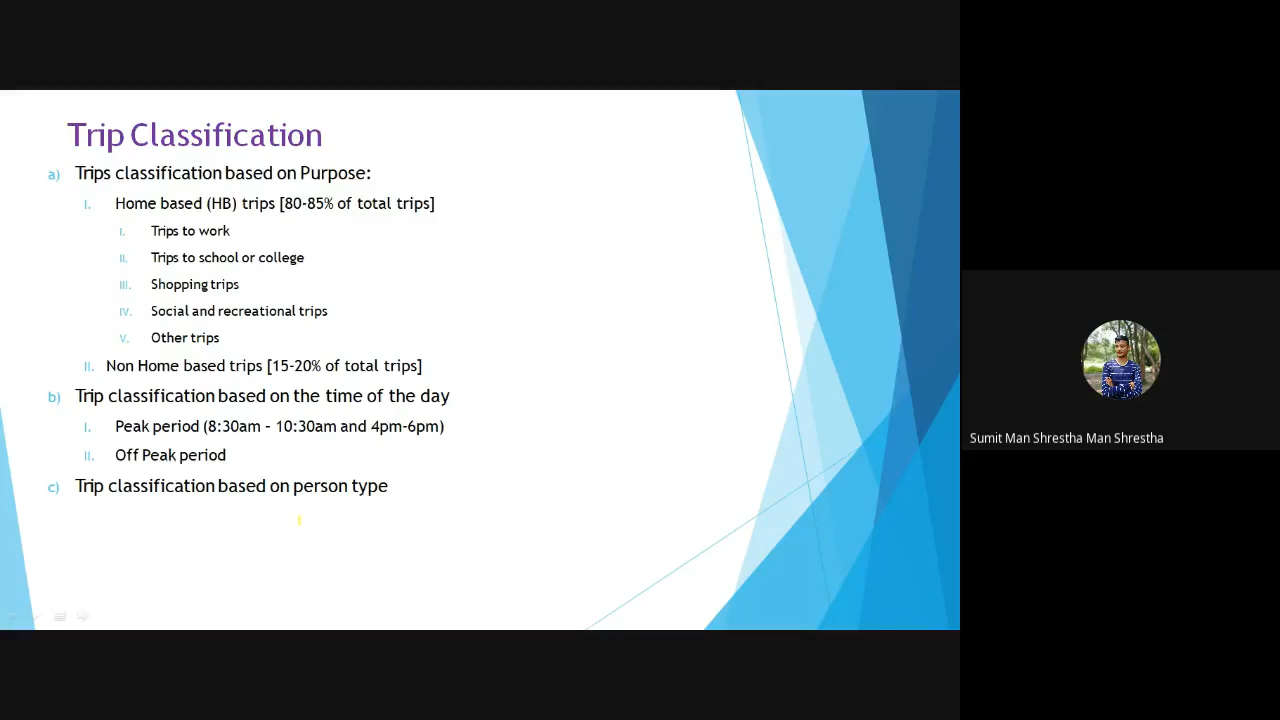 Trip Classification
a) Trips classification based on Purpose:
I. Home based (HB) trips [80-85% of total trips]
I. Trips to work
II. Trips to school or college
III. Shopping trips
IV. Social and recreational trips
V. Other trips
II. Non Home based trips [15-20% of total trips]
b) Trip classification based on the time of the day
I. Peak period (8:30am – 10:30am and 4pm-6pm)
II. Off Peak period
c) Trip classification based on person type
Sumit Man Shrestha Man Shrestha